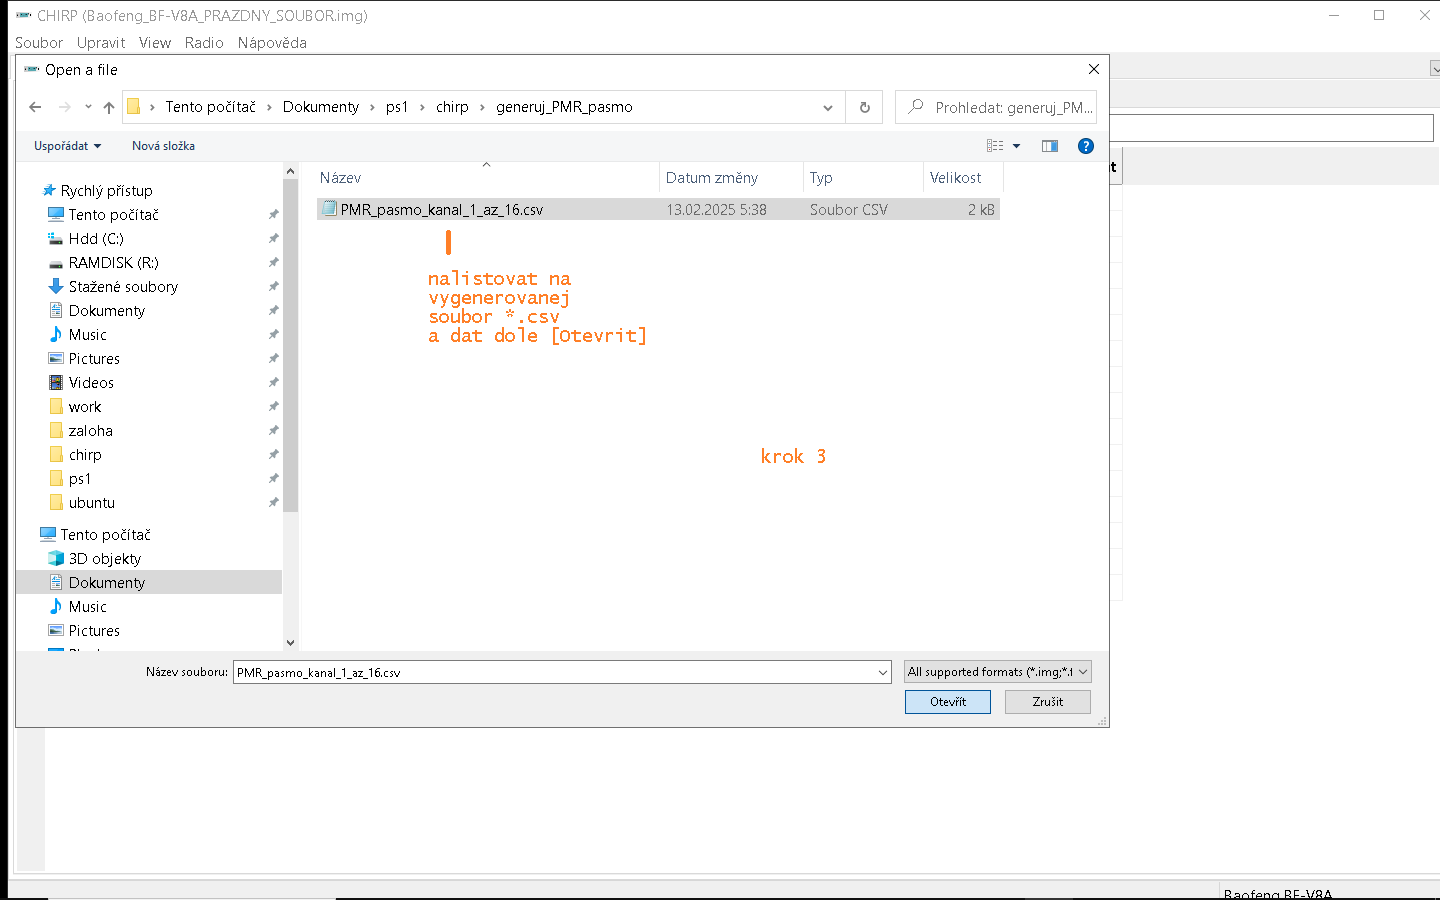 CHIRP (Baofeng_BF-V8A_PRAZDNY_SOUBOR.img)
Soubor Upravit View Radio Nápověda
Open a file
Tento počítač Dokumenty ps1 chirp generuj_PMR_pasmo
Prohledat: generuj_PM...
Uspořádat Nová složka
Název Datum změny Typ Velikost
PMR_pasmo_kanal_1_az_16.csv 13.02.2025 5:38 Soubor CSV 2 kB
Rychlý přístup
Tento počítač
Hdd (C:)
RAMDISK (R:)
Stažené soubory
Dokumenty
Music
Pictures
Videos
work
zaloha
chirp
ps1
ubuntu
Tento počítač
3D objekty
Dokumenty
Music
Pictures
nalistovat na
vygenerovanej
soubor *.csv
a dat dole [Otevrit]
krok 3
Název souboru: PMR_pasmo_kanal_1_az_16.csv
All supported formats (*.img;*.
Otevřít Zrušit
Baofeng BF-V8A